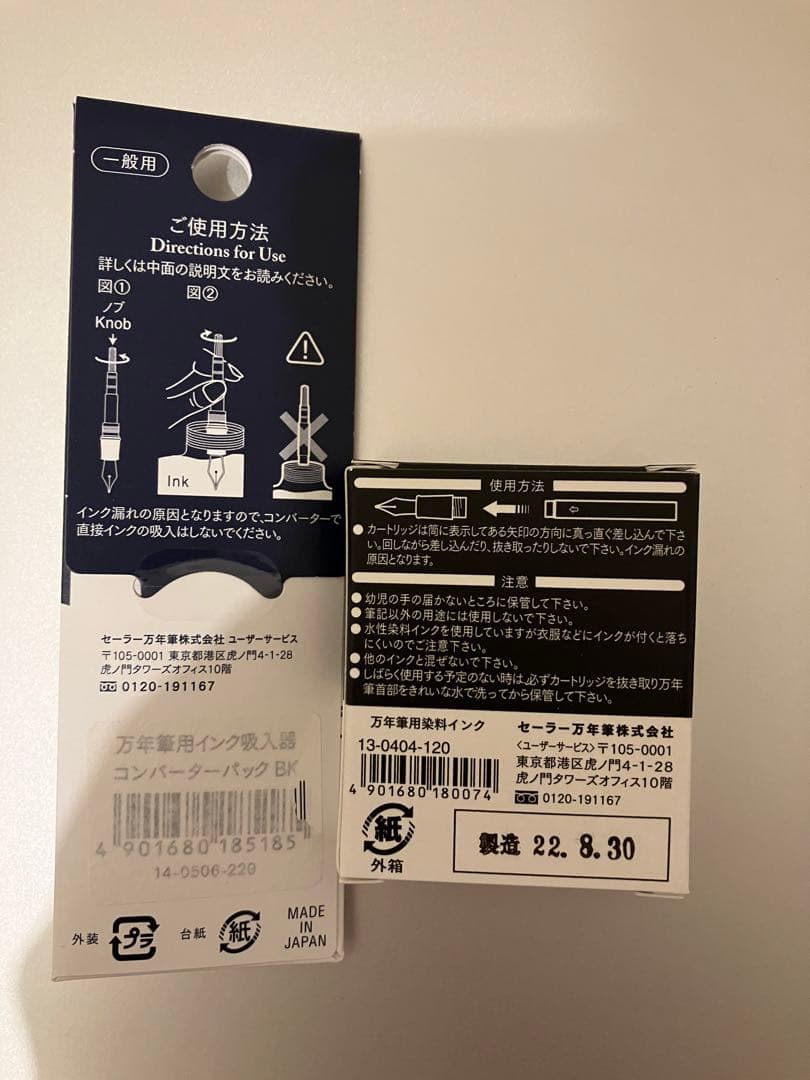 一般用
ご使用方法
Directions for Use
詳しくは中面の説明文をお読みください。
図①
図②
ノブ
Knob
Ink
インク漏れの原因となりますので、コンバーターで
直接インクの吸入はしないでください。
セーラー万年筆株式会社 ユーザーサービス
〒105-0001 東京都港区虎ノ門4-1-28
虎ノ門タワーズオフィス10階
0120-191167
万年筆用インク吸入器
コンバーターパック BK
4 901680 185185
14-0506-220
外装
プラ
台紙
紙
MADE
IN
JAPAN
使用方法
●カートリッジは筒に表示してある矢印の方向に真っ直ぐ差し込んで下さ
い。回しながら差し込んだり、抜き取ったりしないで下さい。インク漏れの
原因となります。
注意
●幼児の手の届かないところに保管して下さい。
●筆記以外の用途には使用しないで下さい。
●水性染料インクを使用していますが衣服などにインクが付くと落ち
にくいのでご注意下さい。
●他のインクと混ぜないで下さい。
●しばらく使用する予定のない時は、必ずカートリッジを抜き取り万年
筆首部をきれいな水で洗ってから保管して下さい。
万年筆用染料インク
13-0404-120
4 901680 180074
紙
外箱
セーラー万年筆株式会社
〈ユーザーサービス〉〒105-0001
東京都港区虎ノ門4-1-28
虎ノ門タワーズオフィス10階
0120-191167
製造 22. 8.30